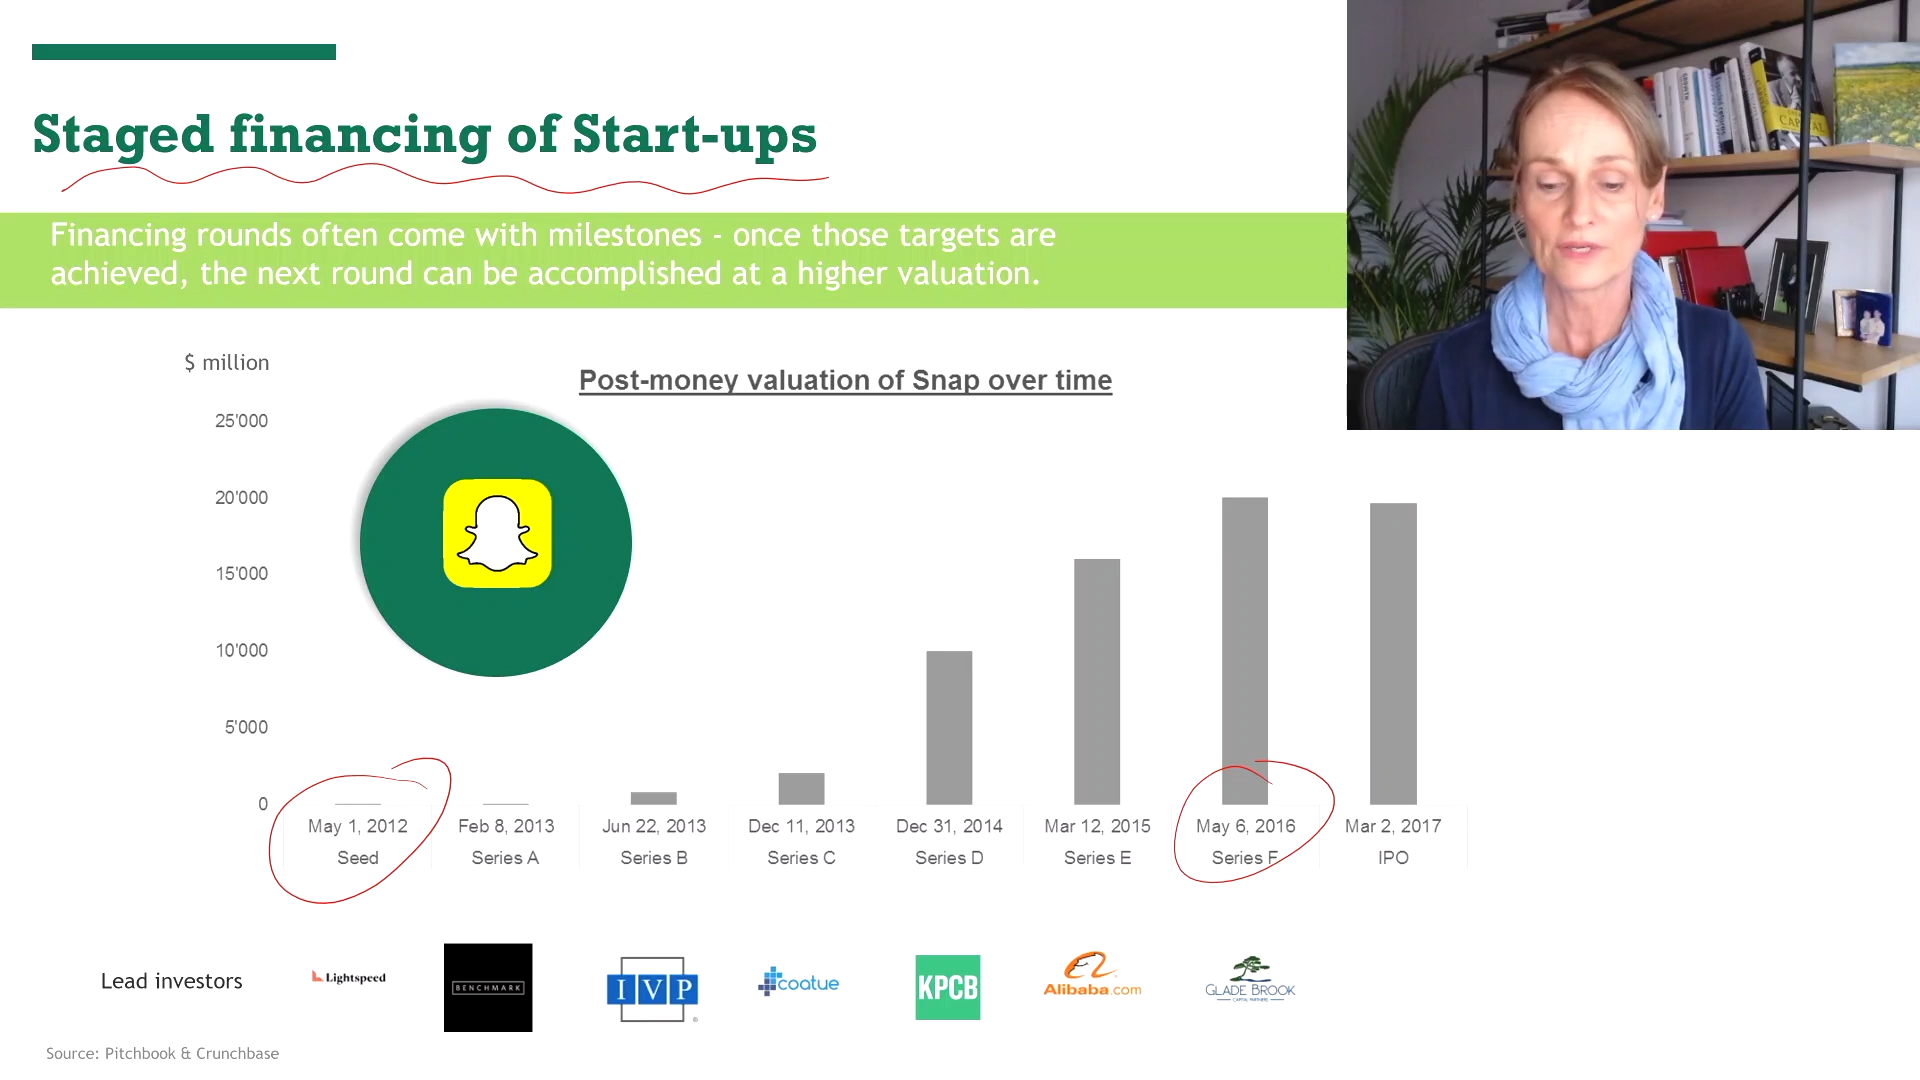 Staged financing of Start-ups
Financing rounds often come with milestones - once those targets are
achieved, the next round can be accomplished at a higher valuation.
$ million
Post-money valuation of Snap over time
25'000
20'000
15'000
10'000
5'000
0
May 1, 2012 Feb 8, 2013 Jun 22, 2013 Dec 11, 2013 Dec 31, 2014 Mar 12, 2015 May 6, 2016 Mar 2, 2017
Seed Series A Series B Series C Series D Series E Series F IPO
Lead investors
Lightspeed
BENCHMARK
IVP
coatue
KPCB
Alibaba.com
GLADE BROOK
CAPITAL PARTNERS
Source: Pitchbook & Crunchbase
CAPITAL